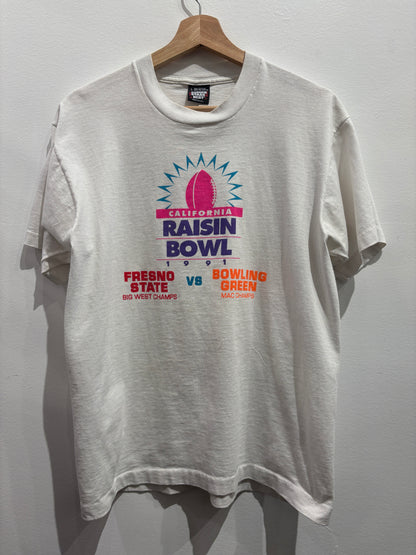 CALIFORNIA
RAISIN
BOWL
1991
FRESNO
STATE
BIG WEST CHAMPS
VS
BOWLING
GREEN
MAC CHAMPS